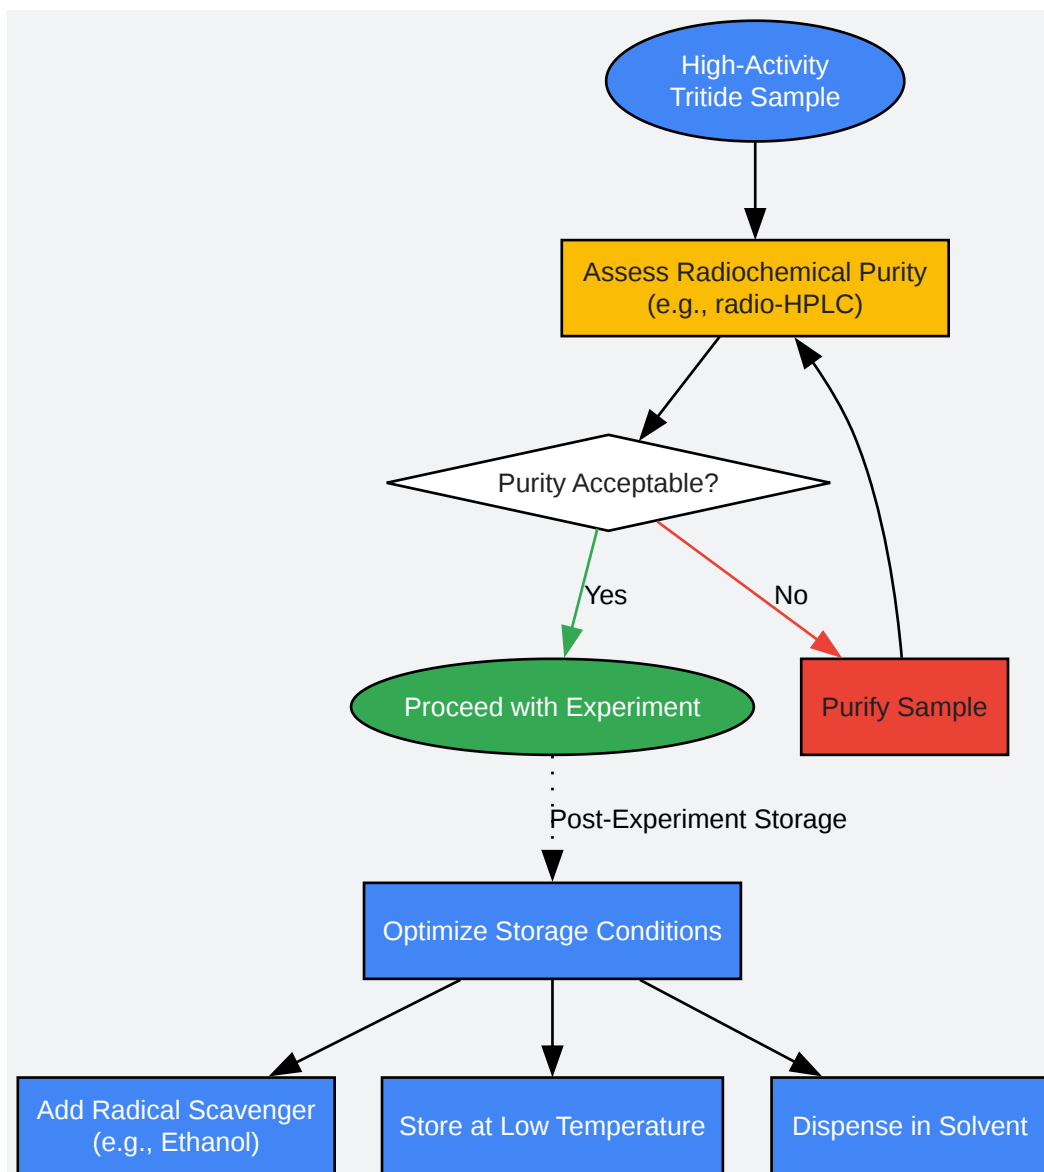 High-Activity
Tritide Sample
Assess Radiochemical Purity
(e.g., radio-HPLC)
Purity Acceptable?
Yes
No
Proceed with Experiment
Purify Sample
Post-Experiment Storage
Optimize Storage Conditions
Add Radical Scavenger
(e.g., Ethanol)
Store at Low Temperature
Dispense in Solvent